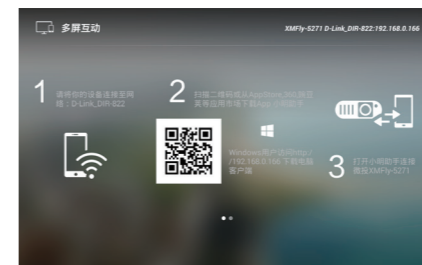 多屏互动
XMFly-5271 D-Link_DIR-822:192.168.0.166
1
请将你的设备连接至网
络：D-Link_DIR-822
2
扫描二维码或从AppStore,360,豌豆
荚等应用市场下载App:小明助手
Windows用户访问http:/
/192.168.0.166 下载电脑
客户端
3
打开小明助手连接
微投XMFly-5271